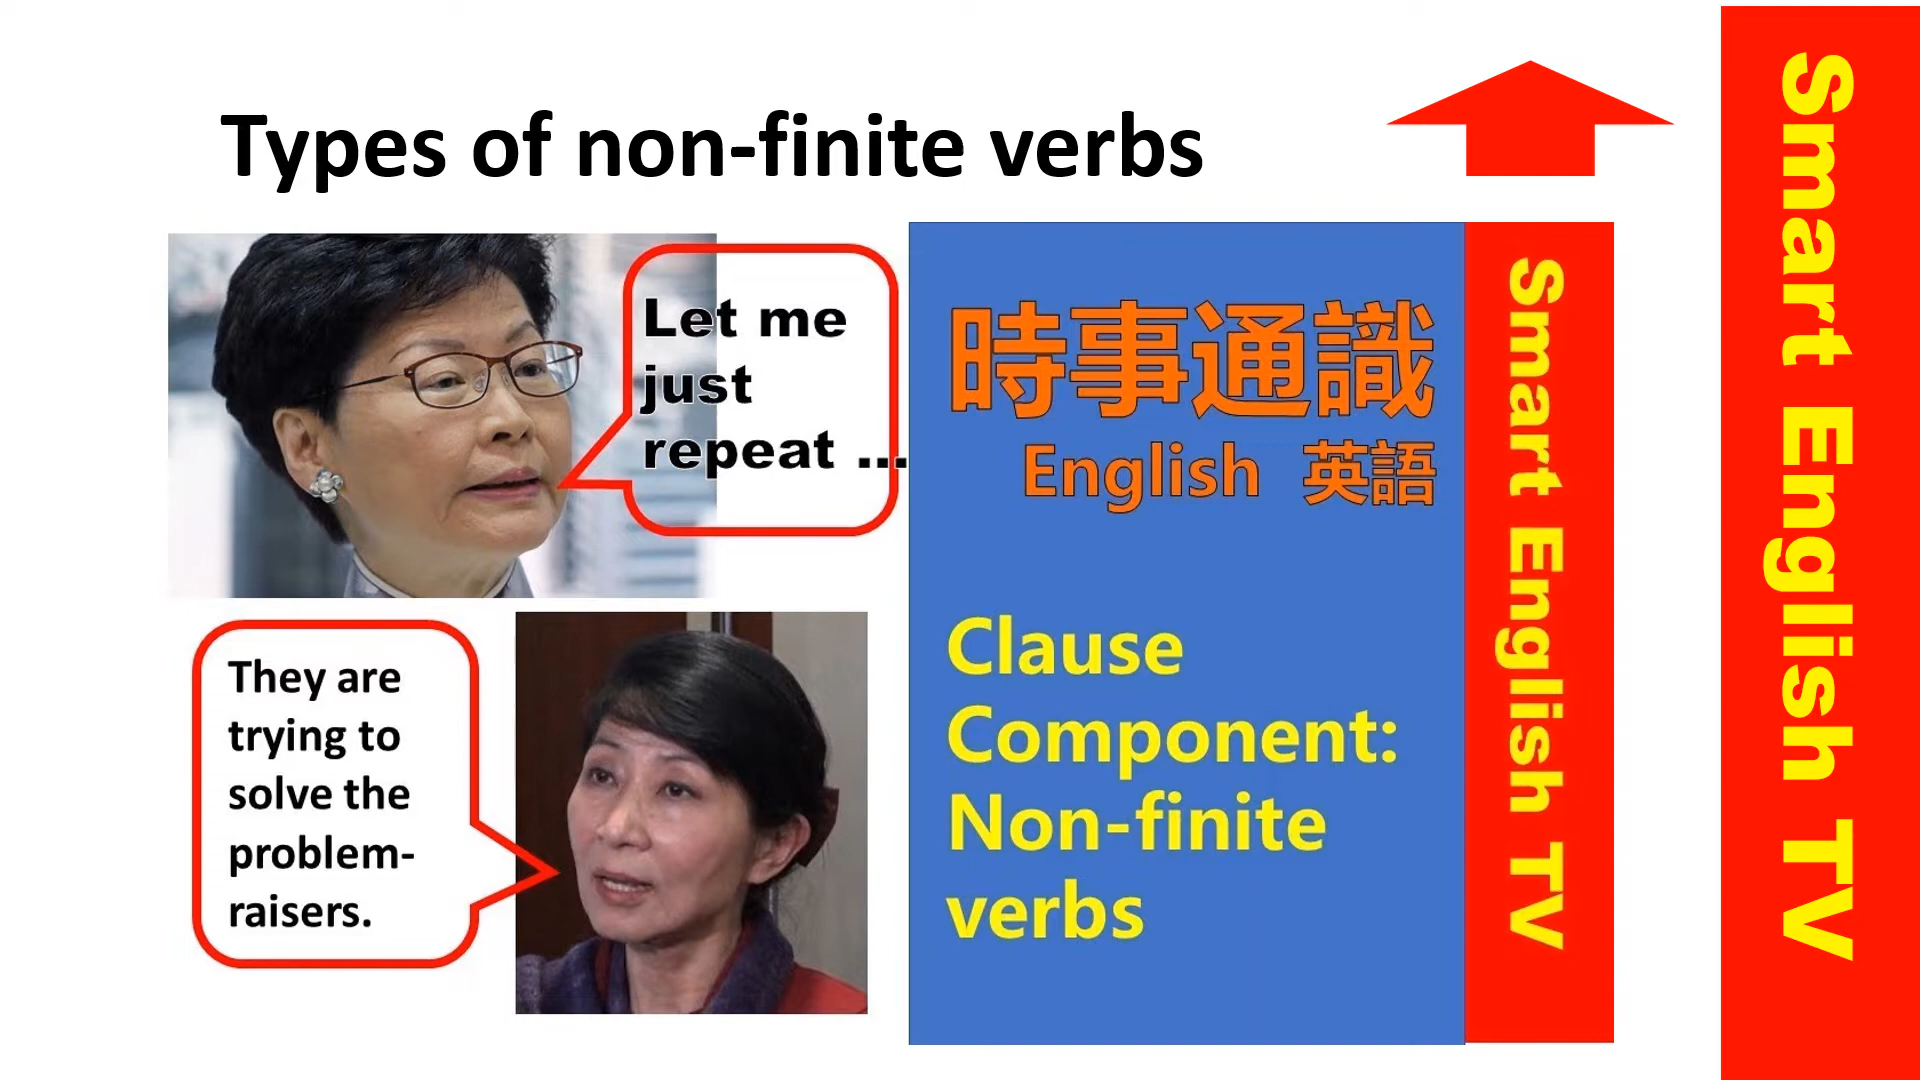 Types of non-finite verbs
Let me
just
repeat ...
They are
trying to
solve the
problem-
raisers.
時事通識
English 英語
Clause
Component:
Non-finite
verbs
Smart English TV
Smart English TV